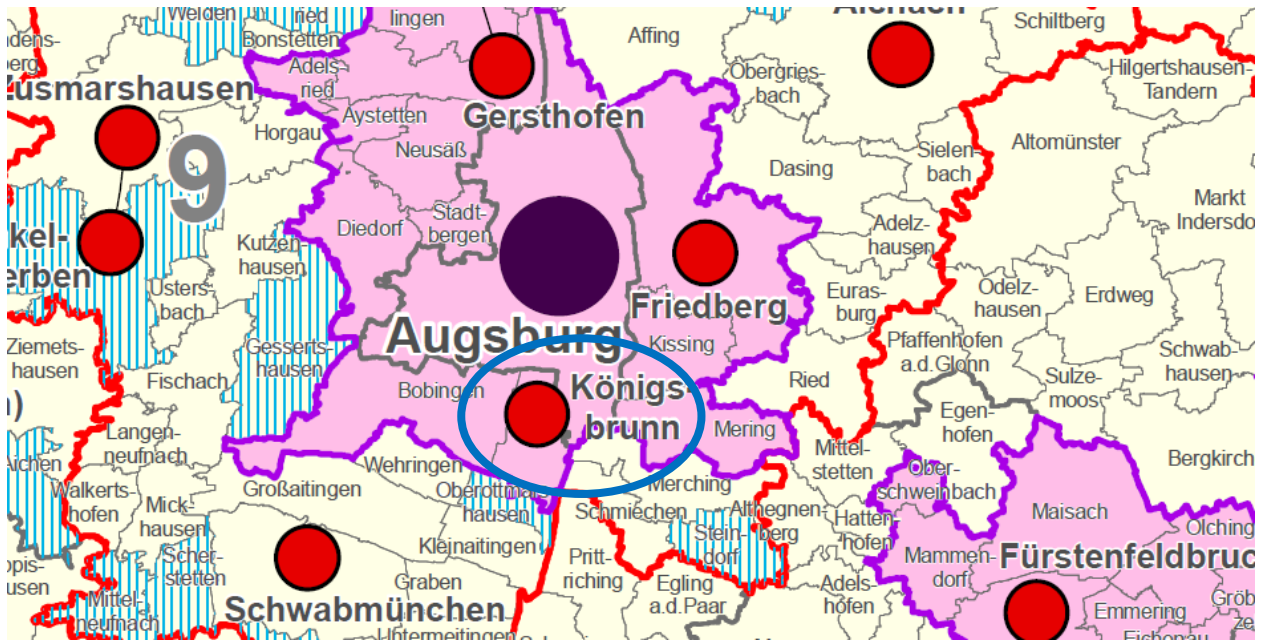 Welden
ried
lingen
Bonstetten
Adels-
ried
Affing
Aichach
Schiltberg
Hilgertshausen-
Tandern
Obergries-
bach
Zusmarshausen
Gersthofen
Aystetten
Horgau
Neusäß
9
Altomünster
Sielen-
bach
Dasing
Markt
Indersdo
Stadt-
bergen
Diedorf
Adelz-
hausen
kel-
erben
Kutzen-
hausen
Usters-
bach
Friedberg
Euras-
burg
Odelz-
hausen
Erdweg
Augsburg
Kissing
Pfaffenhofen
a.d.Glonn
Ziemets-
hausen
Gesserts-
hausen
Schwab-
hausen
Fischach
Bobingen
Königs-
brunn
Ried
Sulze-
moos
Egen-
hofen
Langen-
neufnach
Mering
Mittel-
stetten
Bergkirch
Wehringen
Ober-
schweinbach
Walkerts-
hofen
Mick-
hausen
Großaitingen
Oberottmars-
hausen
Merching
Schmiechen
Althegnen-
berg
Hatten-
hofen
Maisach
Olching
Stein-
dorf
Kleinaitingen
Scher-
stetten
Pritt-
riching
Mammen-
dorf
Fürstenfeldbruc
Graben
Egling
a.d.Paar
Adels-
hofen
Schwabmünchen
Mittel-
neufnach
Untermeitingen
Emmering
Gröb
Eichenau